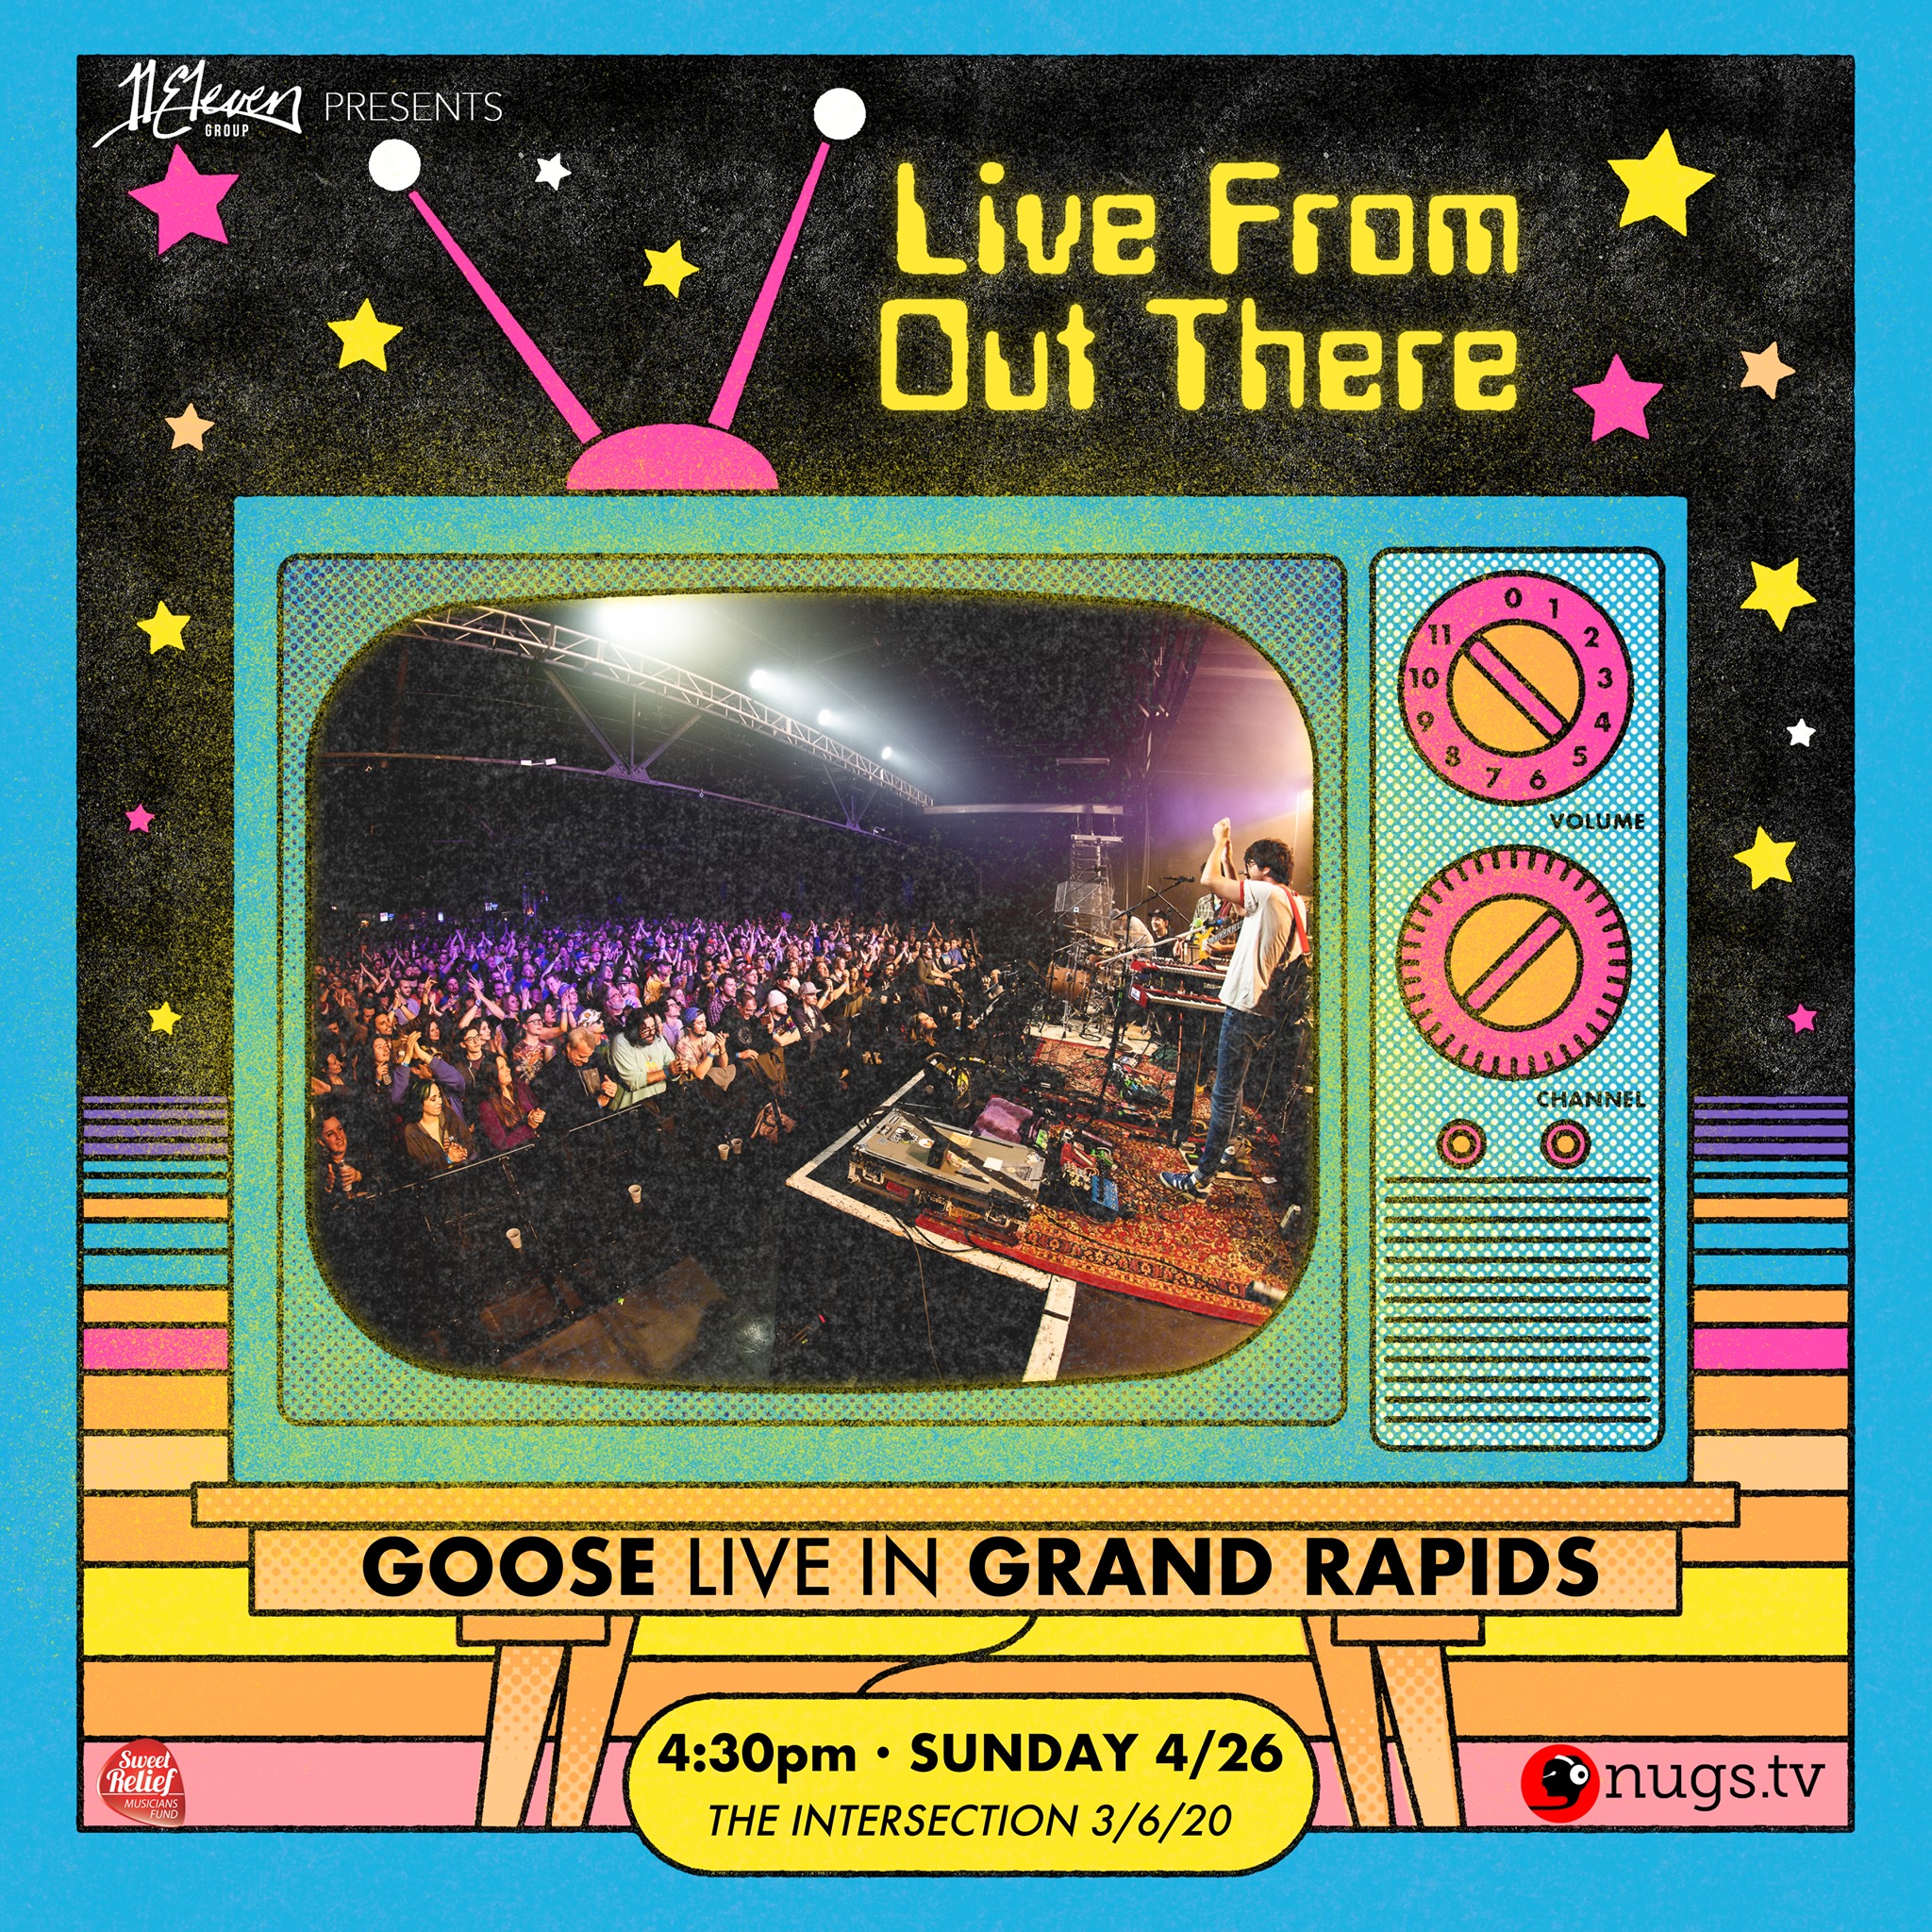 11Eleven
GROUP
PRESENTS
Live From
Out There
0
1
2
3
4
5
6
7
8
9
10
11
VOLUME
CHANNEL
GOOSE LIVE IN GRAND RAPIDS
4:30pm • SUNDAY 4/26
THE INTERSECTION 3/6/20
Sweet
Relief
MUSICIANS
FUND
nugs.tv